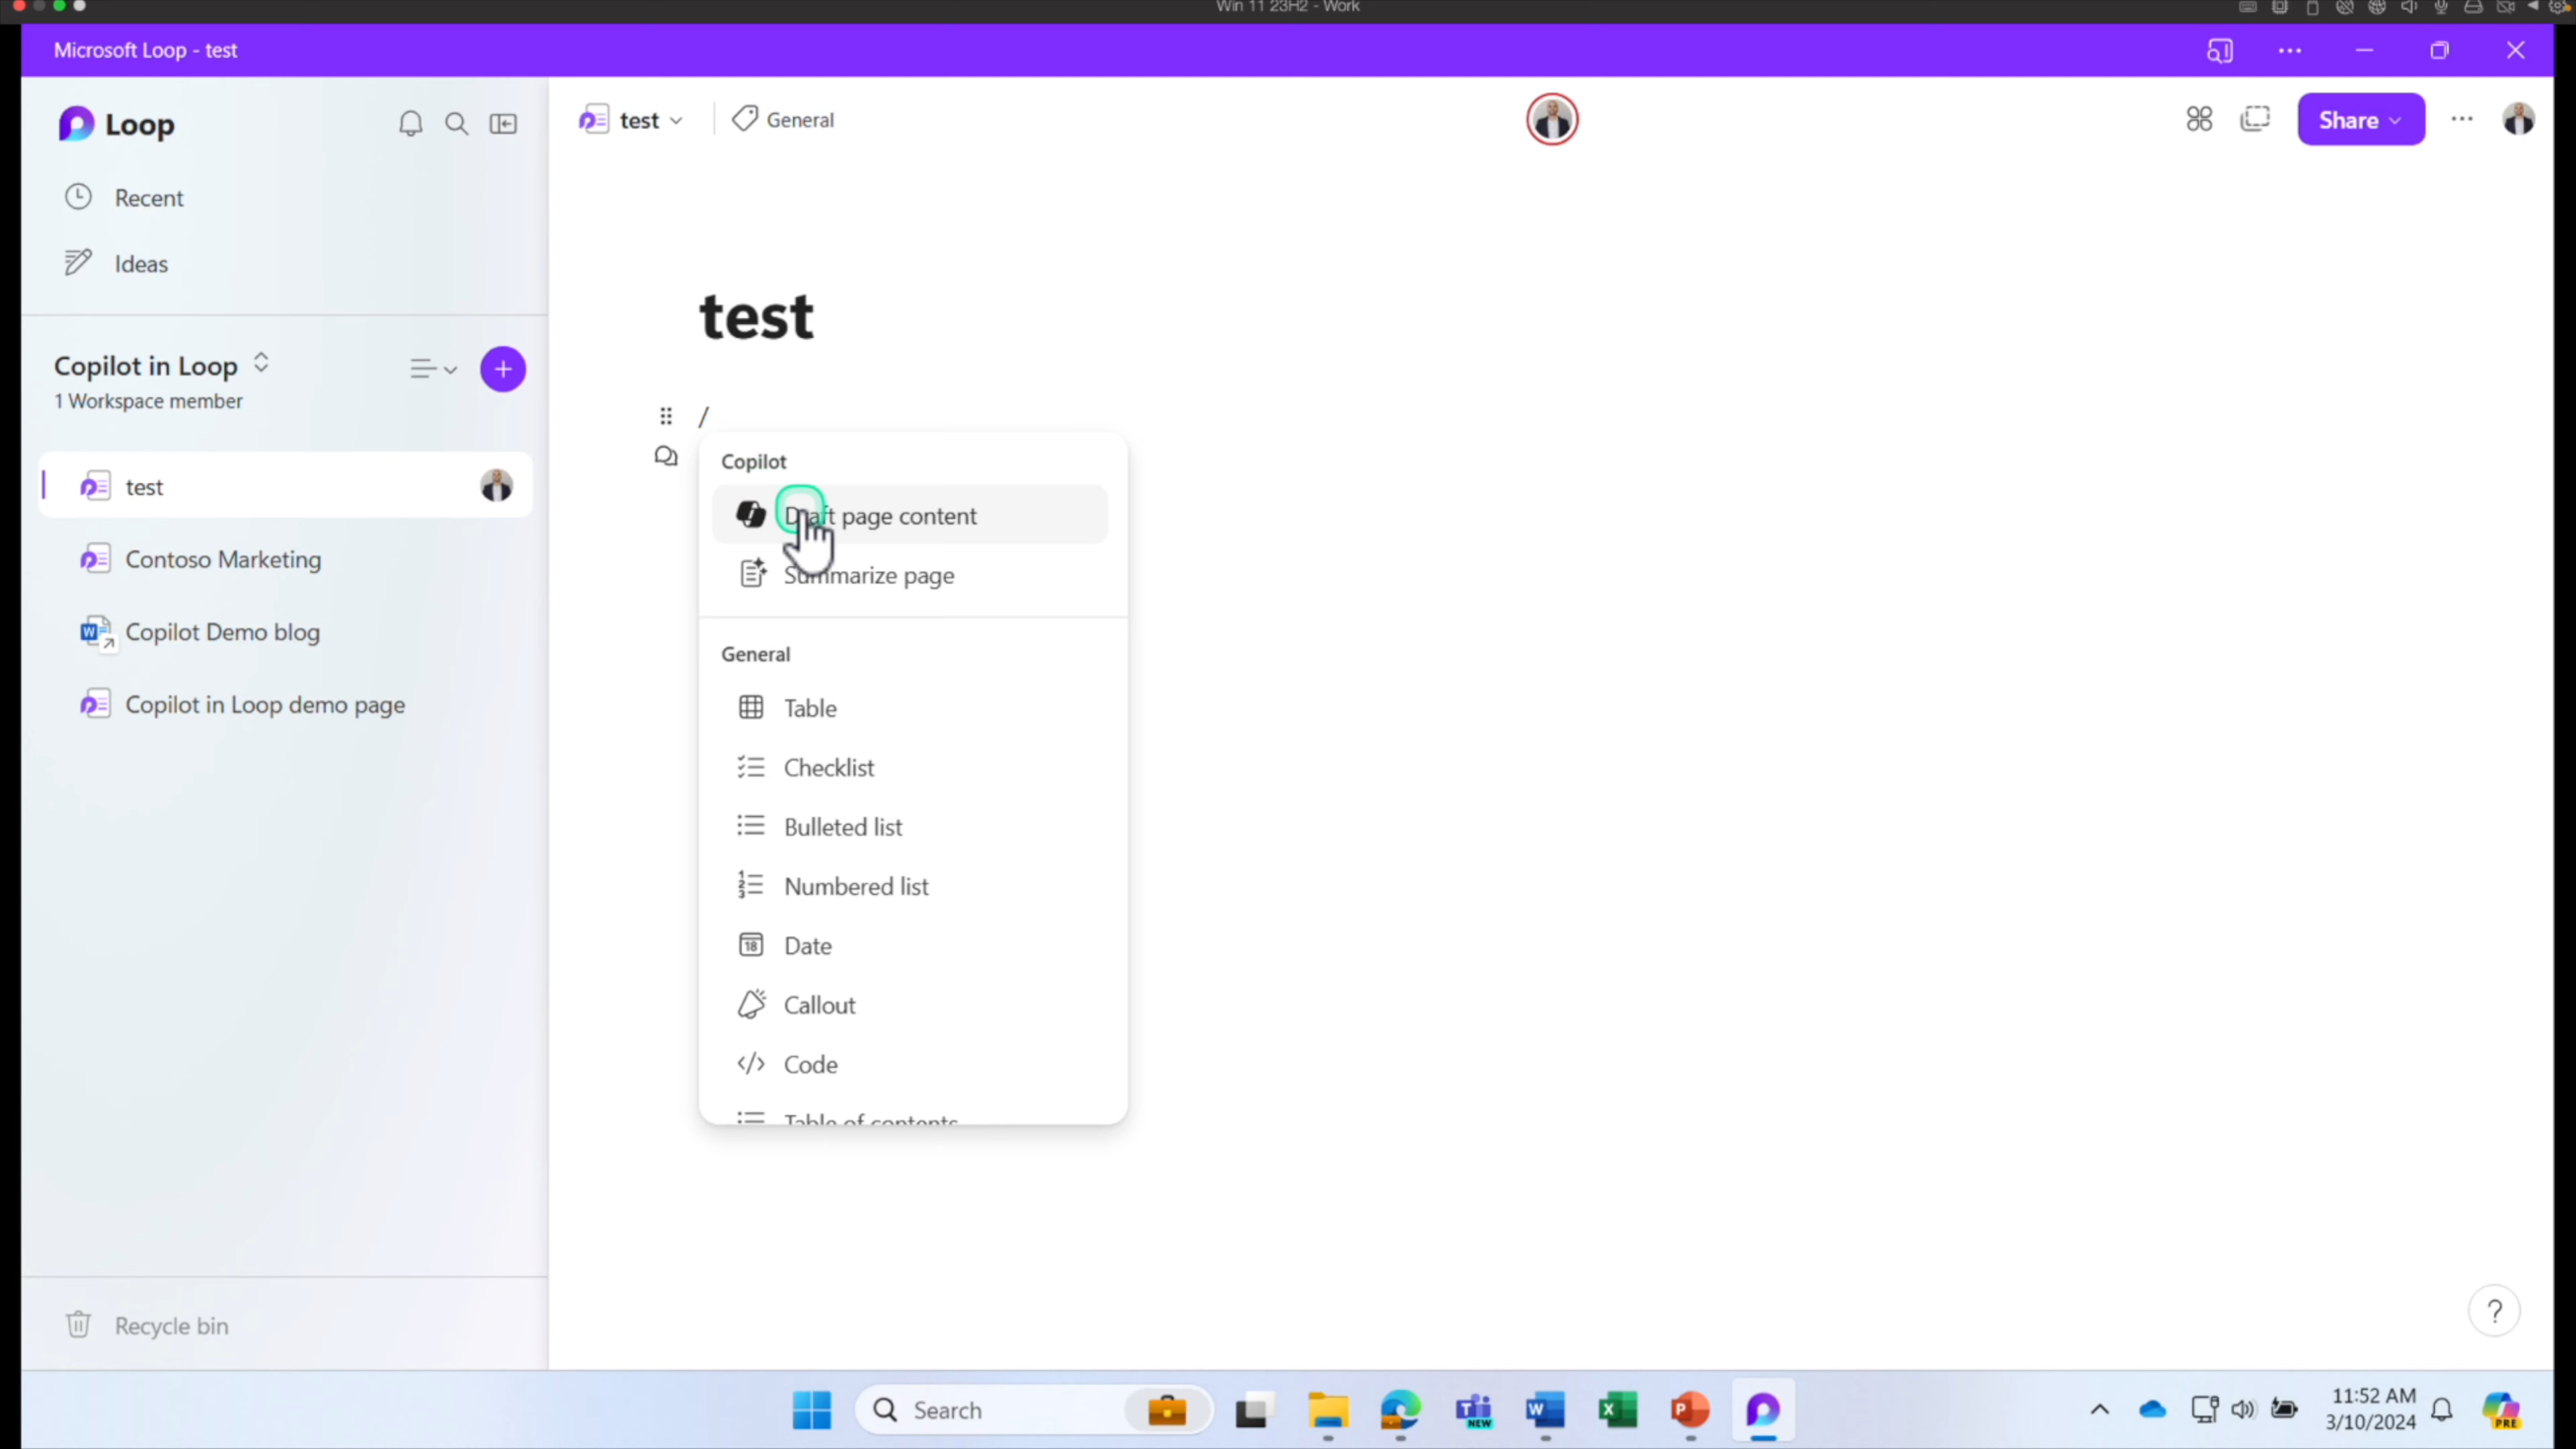 Win 11 23H2 - Work
Microsoft Loop - test
Loop
Recent
Ideas
Copilot in Loop
1 Workspace member
test
Contoso Marketing
Copilot Demo blog
Copilot in Loop demo page
Recycle bin
test
General
Share
test
/
Copilot
Draft page content
Summarize page
General
Table
Checklist
Bulleted list
Numbered list
Date
Callout
Code
Table of contents
?
Search
NEW
11:52 AM
3/10/2024
PRE